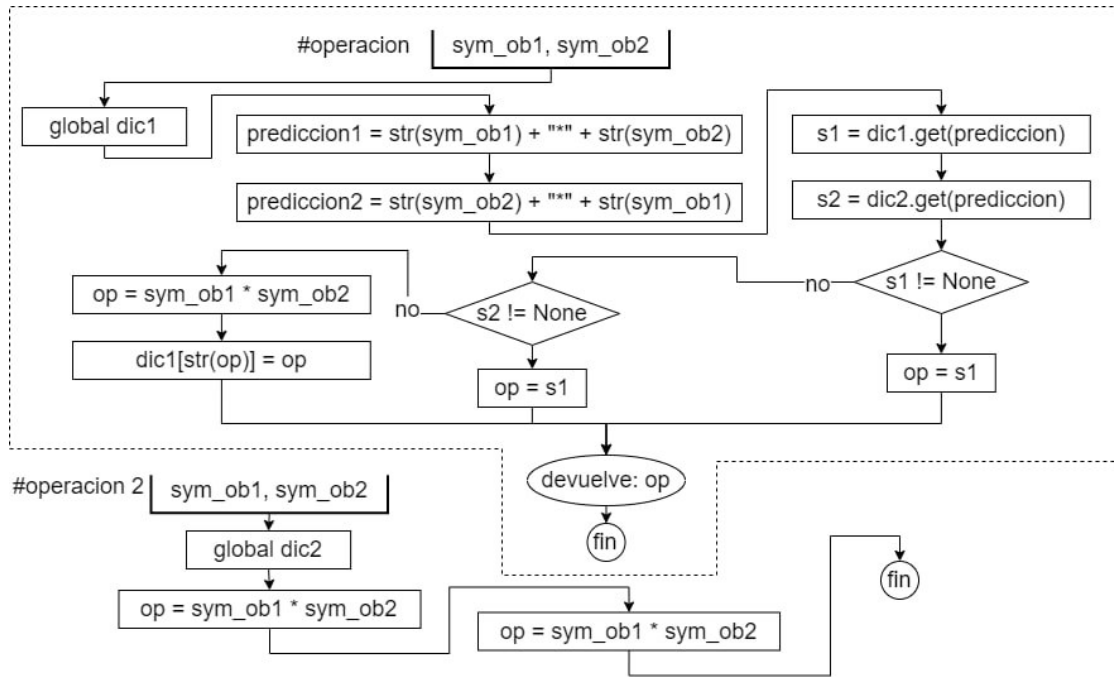 #operacion
sym_ob1, sym_ob2
global dic1
prediccion1 = str(sym_ob1) + "*" + str(sym_ob2)
prediccion2 = str(sym_ob2) + "*" + str(sym_ob1)
s1 = dic1.get(prediccion)
s2 = dic2.get(prediccion)
s1 != None
no
op = s1
s2 != None
no
op = s1
op = sym_ob1 * sym_ob2
dic1[str(op)] = op
devuelve: op
fin
#operacion 2
sym_ob1, sym_ob2
global dic2
op = sym_ob1 * sym_ob2
op = sym_ob1 * sym_ob2
fin